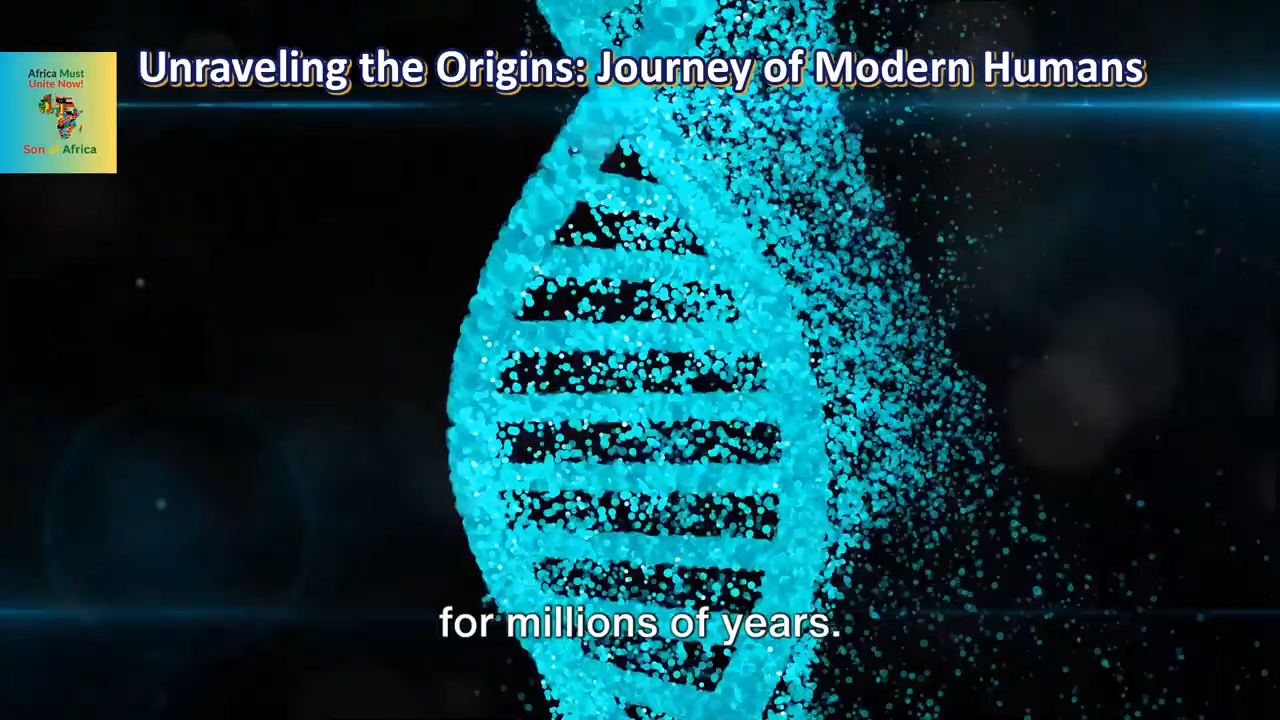 Unraveling the Origins: Journey of Modern Humans
Africa Must
Unite Now!
Son of Africa
for millions of years.